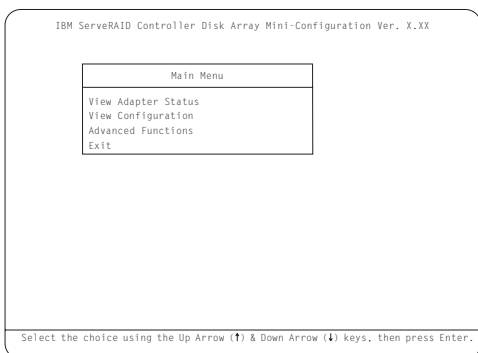 IBM ServeRAID Controller Disk Array Mini-Configuration Ver. X.XX
Main Menu
View Adapter Status
View Configuration
Advanced Functions
Exit
Select the choice using the Up Arrow (↑) & Down Arrow (↓) keys, then press Enter.